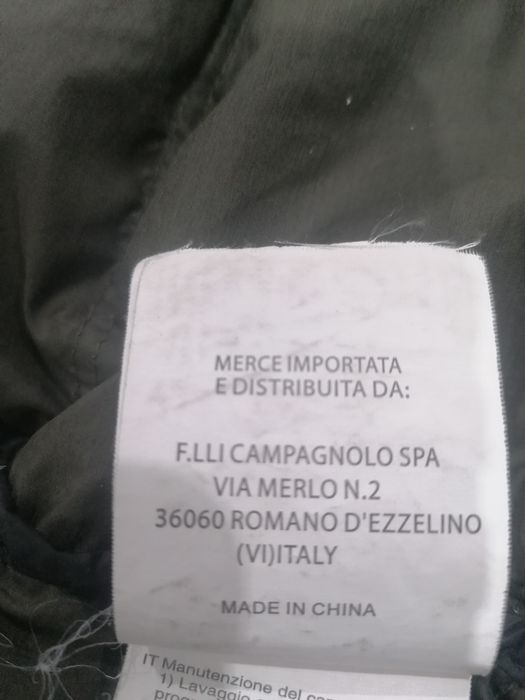 MERCE IMPORTATA
E DISTRIBUITA DA:
F.LLI CAMPAGNOLO SPA
VIA MERLO N.2
36060 ROMANO D'EZZELINO
(VI)ITALY
MADE IN CHINA
IT Manutenzione del
1) Lavaggio